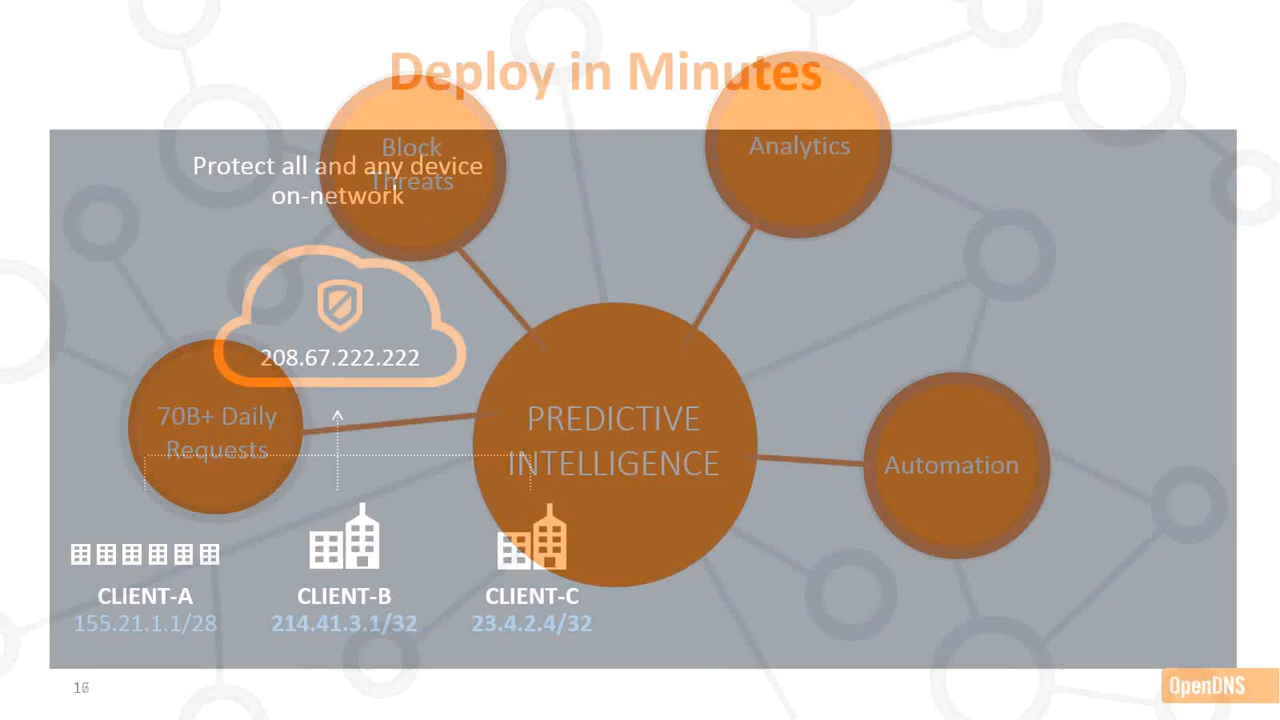 Deploy in Minutes
Block
Threats
Analytics
Protect all and any device
on-network
208.67.222.222
70B+ Daily
Requests
PREDICTIVE
INTELLIGENCE
Automation
CLIENT-A
155.21.1.1/28
CLIENT-B
214.41.3.1/32
CLIENT-C
23.4.2.4/32
OpenDNS